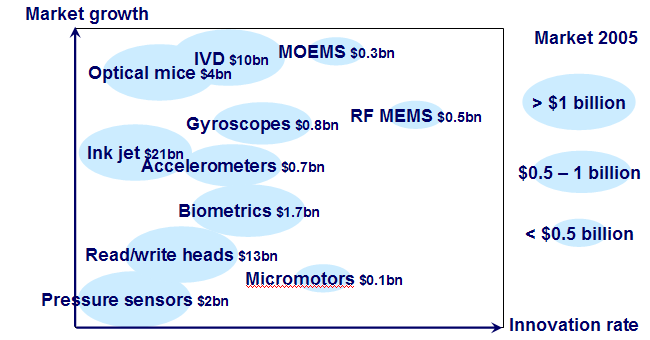 Market growth
Market 2005
IVD $10bn
MOEMS $0.3bn
Optical mice $4bn
> $1 billion
Gyroscopes $0.8bn
RF MEMS $0.5bn
Ink jet $21bn
Accelerometers $0.7bn
$0.5 – 1 billion
Biometrics $1.7bn
< $0.5 billion
Read/write heads $13bn
Micromotors $0.1bn
Pressure sensors $2bn
Innovation rate